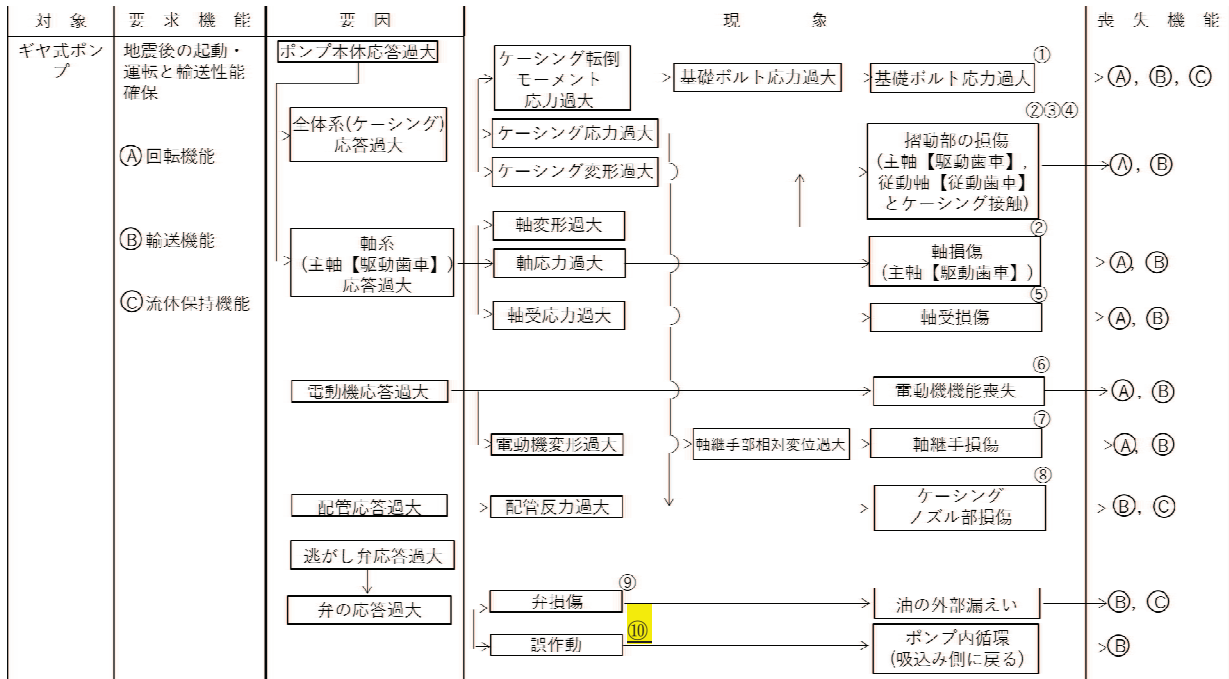 対象 要求機能 要因 現象 喪失機能
ギヤ式ポン
プ
地震後の起動・
運転と輸送性能
確保
Ⓐ回転機能
Ⓑ輸送機能
Ⓒ流体保持機能
ポンプ本体応答過大
全体系(ケーシング)
応答過大
軸系
(主軸【駆動歯車】)
応答過大
電動機応答過大
配管応答過大
逃がし弁応答過大
弁の応答過大
ケーシング転倒
モーメント
応力過大
ケーシング応力過大
ケーシング変形過大
軸変形過大
軸応力過大
軸受応力過大
電動機変形過大
配管反力過大
⑨
弁損傷
⑩
誤作動
基礎ボルト応力過大
軸継手部相対変位過大
①
基礎ボルト応力過大
②③④
摺動部の損傷
(主軸【駆動歯車】,
従動軸【従動歯車】
とケーシング接触)
②
軸損傷
(主軸【駆動歯車】)
⑤
軸受損傷
⑥
電動機機能喪失
⑦
軸継手損傷
⑧
ケーシング
ノズル部損傷
油の外部漏えい
ポンプ内循環
(吸込み側に戻る)
Ⓐ, Ⓑ, Ⓒ
Ⓐ, Ⓑ
Ⓐ, Ⓑ
Ⓐ, Ⓑ
Ⓐ, Ⓑ
Ⓐ, Ⓑ
Ⓑ, Ⓒ
Ⓑ, Ⓒ
Ⓑ